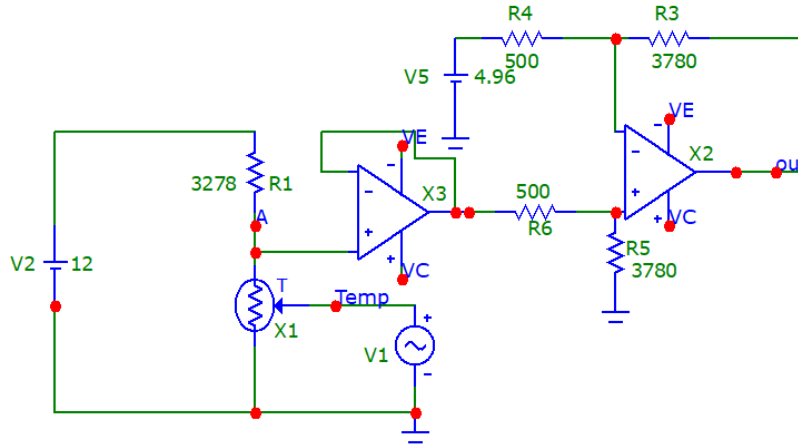 R4
R3
500
3780
V5
4.96
VE
X2
VC
R5
3780
VE
X3
VC
500
R6
3278
R1
A
V2
12
T
X1
Temp
V1
ou